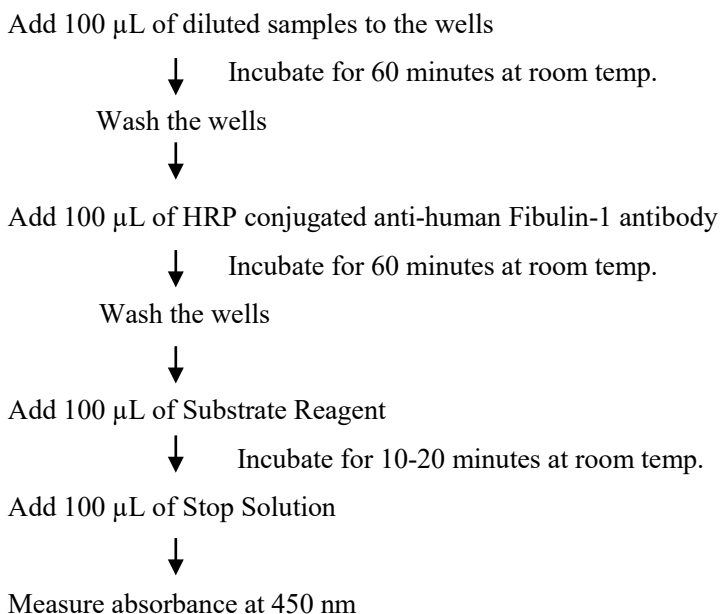 Add 100 µL of diluted samples to the wells
Incubate for 60 minutes at room temp.
Wash the wells
Add 100 µL of HRP conjugated anti-human Fibulin-1 antibody
Incubate for 60 minutes at room temp.
Wash the wells
Add 100 µL of Substrate Reagent
Incubate for 10-20 minutes at room temp.
Add 100 µL of Stop Solution
Measure absorbance at 450 nm